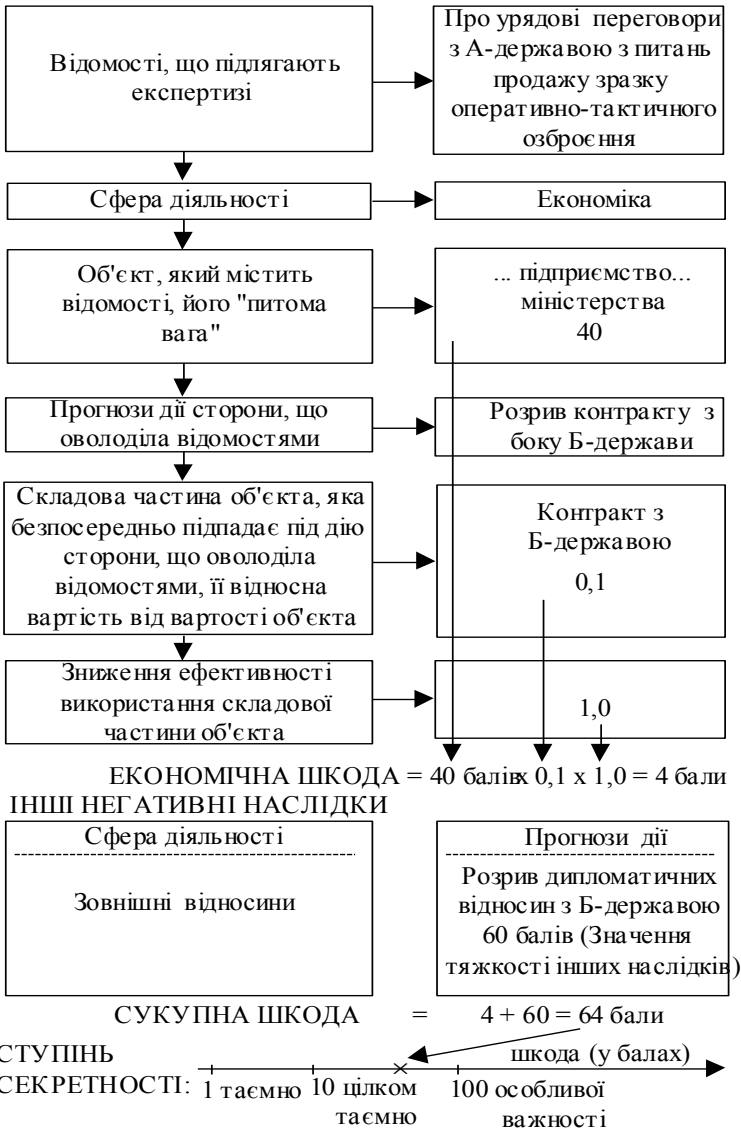 Відомості, що підлягають
експертизі
Про урядові переговори
з А-державою з питань
продажу зразку
оперативно-тактичного
озброєння
Сфера діяльності
Економіка
Об'єкт, який містить
відомості, його "питома
вага"
... підприємство...
міністерства
40
Прогнози дії сторони, що
оволоділа відомостями
Розрив контракту з
боку Б-держави
Складова частина об'єкта, яка
безпосередньо підпадає під дію
сторони, що оволоділа
відомостями, її відносна
вартість від вартості об'єкта
Контракт з
Б-державою
0,1
Зниження ефективності
використання складової
частини об'єкта
1,0
ЕКОНОМІЧНА ШКОДА = 40 балів x 0,1 x 1,0 = 4 бали
ІНШІ НЕГАТИВНІ НАСЛІДКИ
Сфера діяльності
Зовнішні відносини
Прогнози дії
Розрив дипломатичних
відносин з Б-державою
60 балів (Значення
тяжкості інших наслідків)
СУКУПНА ШКОДА = 4 + 60 = 64 бали
СТУПІНЬ
СЕКРЕТНОСТІ:
шкода (у балах)
1 таємно 10 цілком
таємно
100 особливої
важності